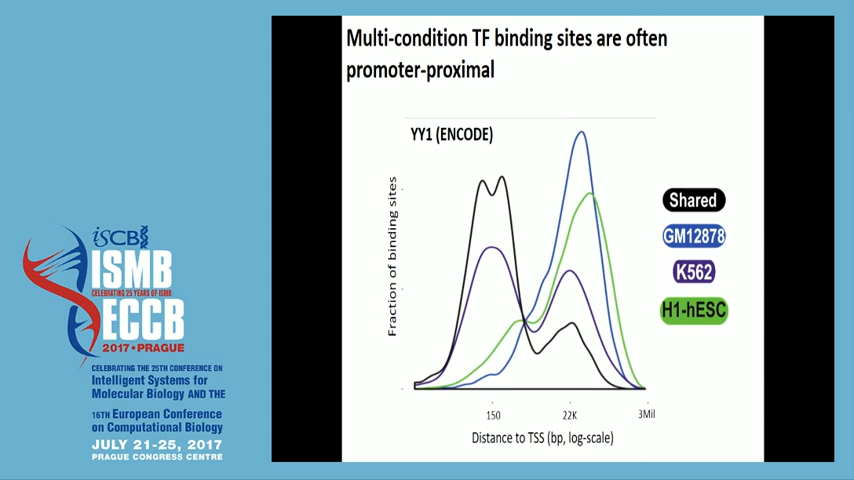 Multi-condition TF binding sites are often
promoter-proximal
YY1 (ENCODE)
Fraction of binding sites
150
22K
3Mil
Distance to TSS (bp, log-scale)
Shared
GM12878
K562
H1-hESC
iSCB
ISMB
CELEBRATING 25 YEARS OF ISMB
ECCB
2017 • PRAGUE
CELEBRATING THE 25TH CONFERENCE ON
Intelligent Systems for
Molecular Biology AND THE
16TH European Conference
on Computational Biology
JULY 21-25, 2017
PRAGUE CONGRESS CENTRE